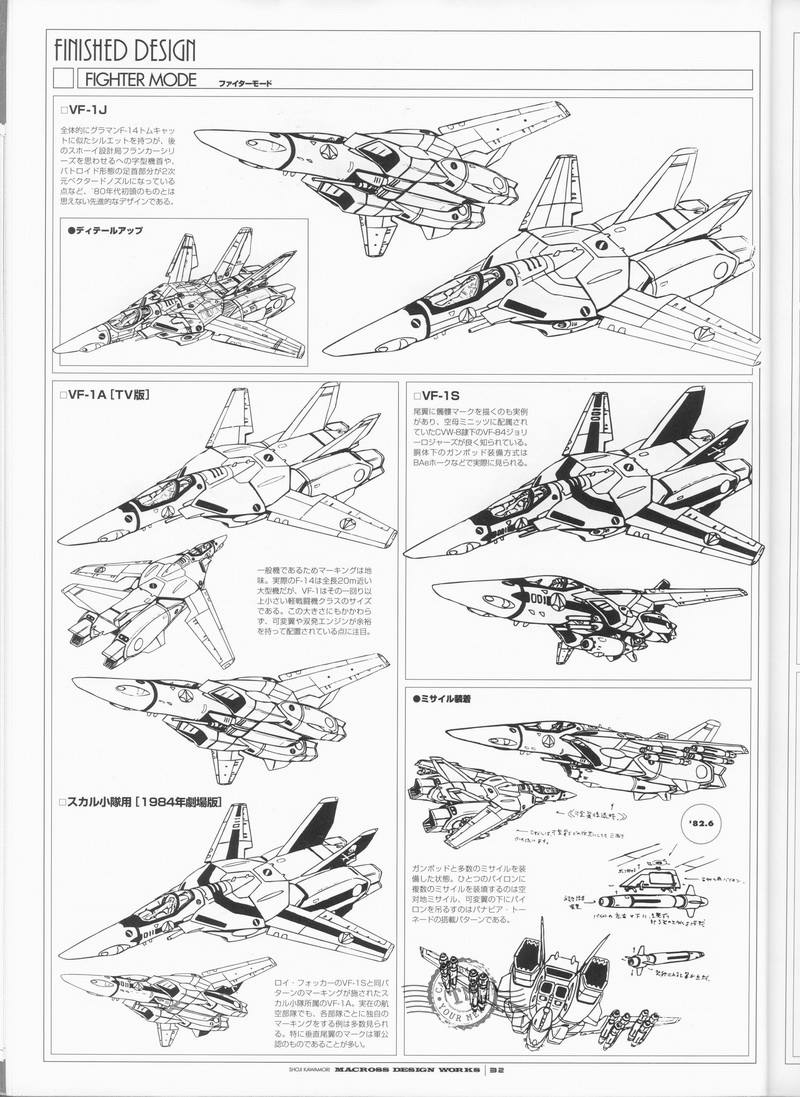 FINISHED DESIGN
FIGHTER MODE ファイターモード
□VF-1J
全体的にグラマンF-14トムキャッ
トに似たシルエットを持つが、後
のスホーイ設計局フランカーシリ
ーズを思わせるへの字型機首や、
バトロイド形態の足首部分が2次
元ベクタードノズルになっている
点など、'80年代初頭のものとは
思えない先進的なデザインである。
●ディテールアップ
□VF-1A [TV版]
一般機であるためマーキングは地
味。実際のF-14は全長20m近い
大型機だが、VF-1はその一回り以
上小さい軽戦闘機クラスのサイズ
である。この大きさにもかかわら
ず、可変翼や双発エンジンが余裕
を持って配置されている点に注目。
□VF-1S
尾翼に髑髏マークを描くのも実例
があり、空母ミニッツに配属され
ていたCVW-8隷下のVF-84ジョリ
ーロジャーズが良く知られている。
胴体下のガンポッド装備方式は
BAeホークなどで実際に見られる。
001
001
□スカル小隊用 [1984年劇場版]
011
ロイ・フォッカーのVF-1Sと同パ
ターンのマーキングが施されたス
カル小隊所属のVF-1A。実在の航
空部隊でも、各部隊ごとに独自の
マーキングをする例は多数見られ
る。特に垂直尾翼のマークは軍公
認のものであることが多い。
●ミサイル装着
'82.6
ガンポッドと多数のミサイルを装
備した状態。ひとつのパイロンに
複数のミサイルを装填するのは空
対地ミサイル、可変翼の下にパイ
ロンを吊るすのはパナビア・トー
ネードの搭載パターンである。
YOUR
SHOJI KAWAMORI MACROSS DESIGN WORKS 32